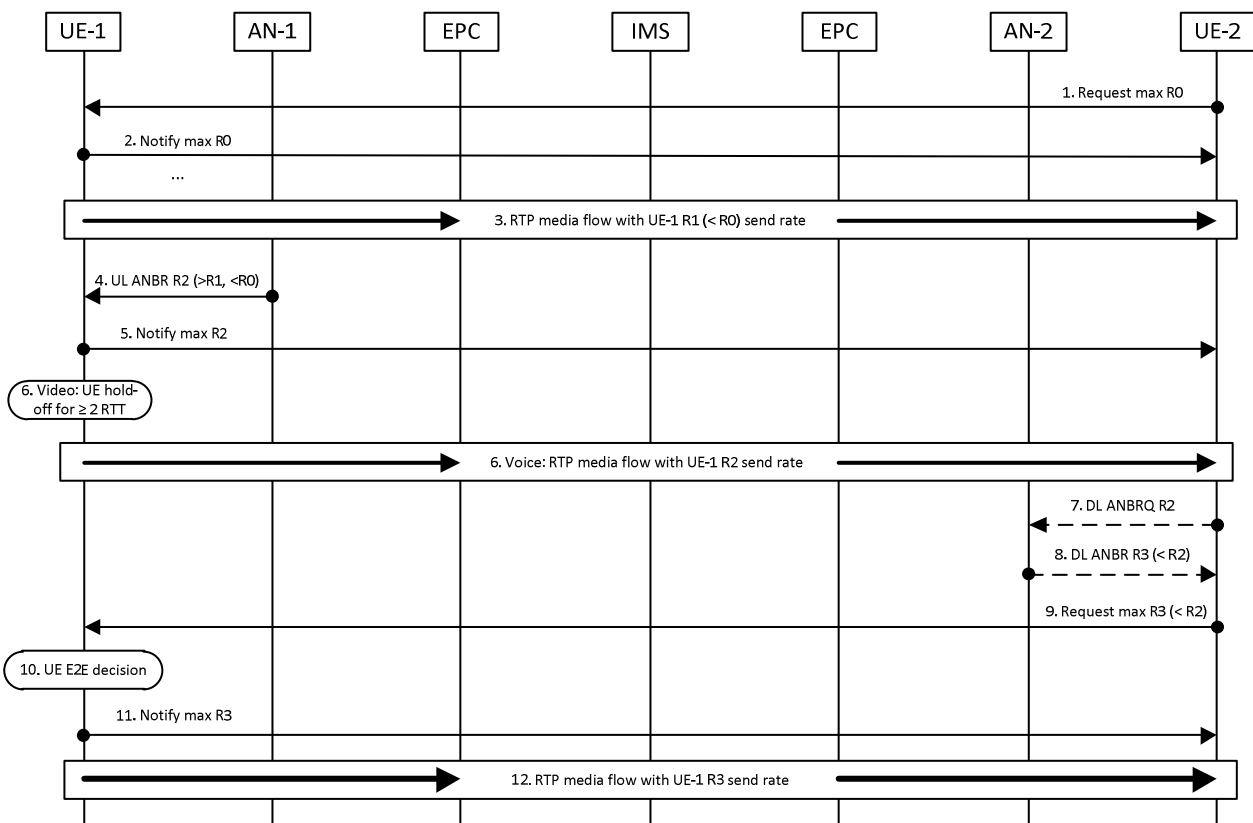 UE-1
AN-1
EPC
IMS
EPC
AN-2
UE-2
1. Request max R0
2. Notify max R0
...
3. RTP media flow with UE-1 R1 (< R0) send rate
4. UL ANBR R2 (>R1, <R0)
5. Notify max R2
6. Video: UE hold-
off for ≥ 2 RTT
6. Voice: RTP media flow with UE-1 R2 send rate
7. DL ANBRQ R2
8. DL ANBR R3 (< R2)
9. Request max R3 (< R2)
10. UE E2E decision
11. Notify max R3
12. RTP media flow with UE-1 R3 send rate